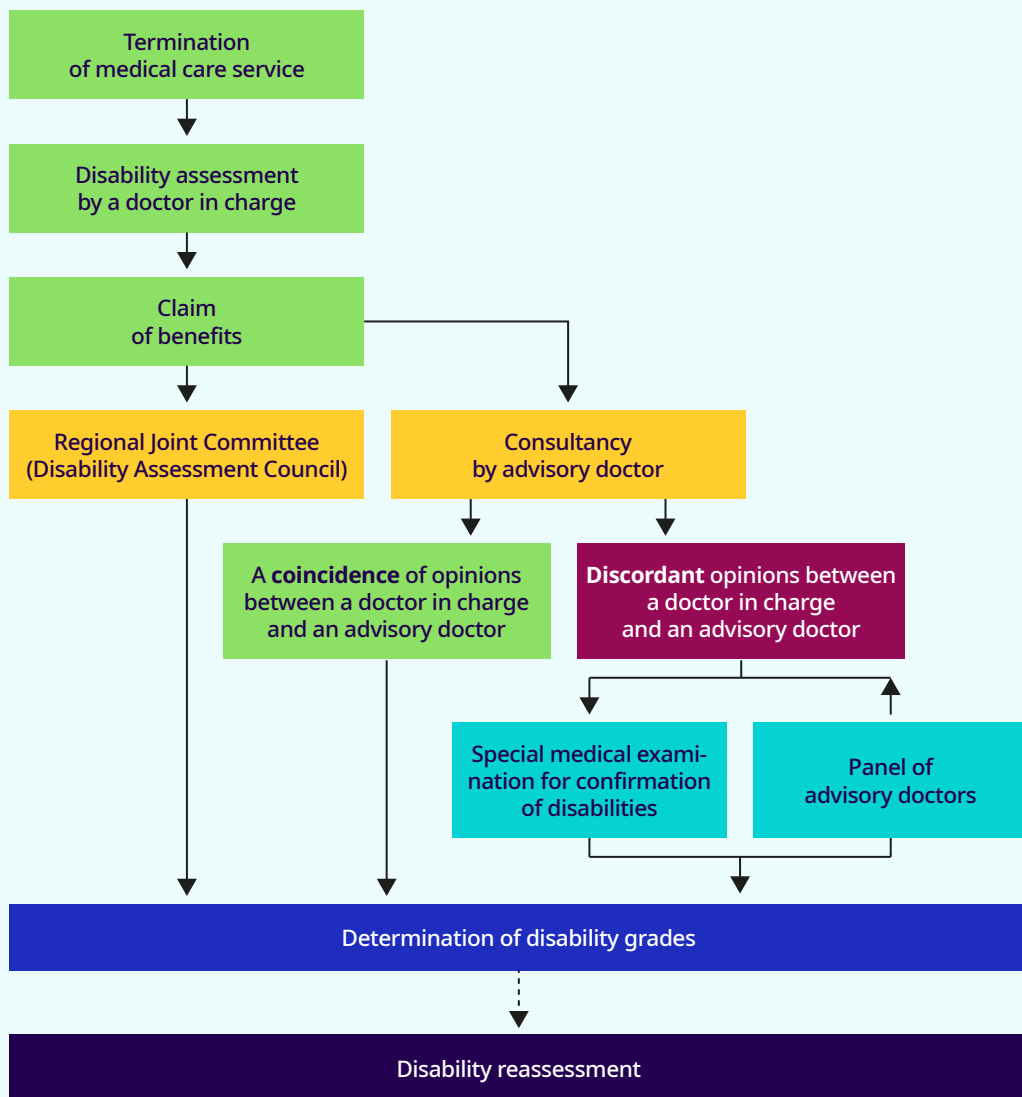 Termination
of medical care service
Disability assessment
by a doctor in charge
Claim
of benefits
Regional Joint Committee
(Disability Assessment Council)
Consultancy
by advisory doctor
A coincidence of opinions
between a doctor in charge
and an advisory doctor
Discordant opinions between
a doctor in charge
and an advisory doctor
Special medical exami-
nation for confirmation
of disabilities
Panel of
advisory doctors
Determination of disability grades
Disability reassessment